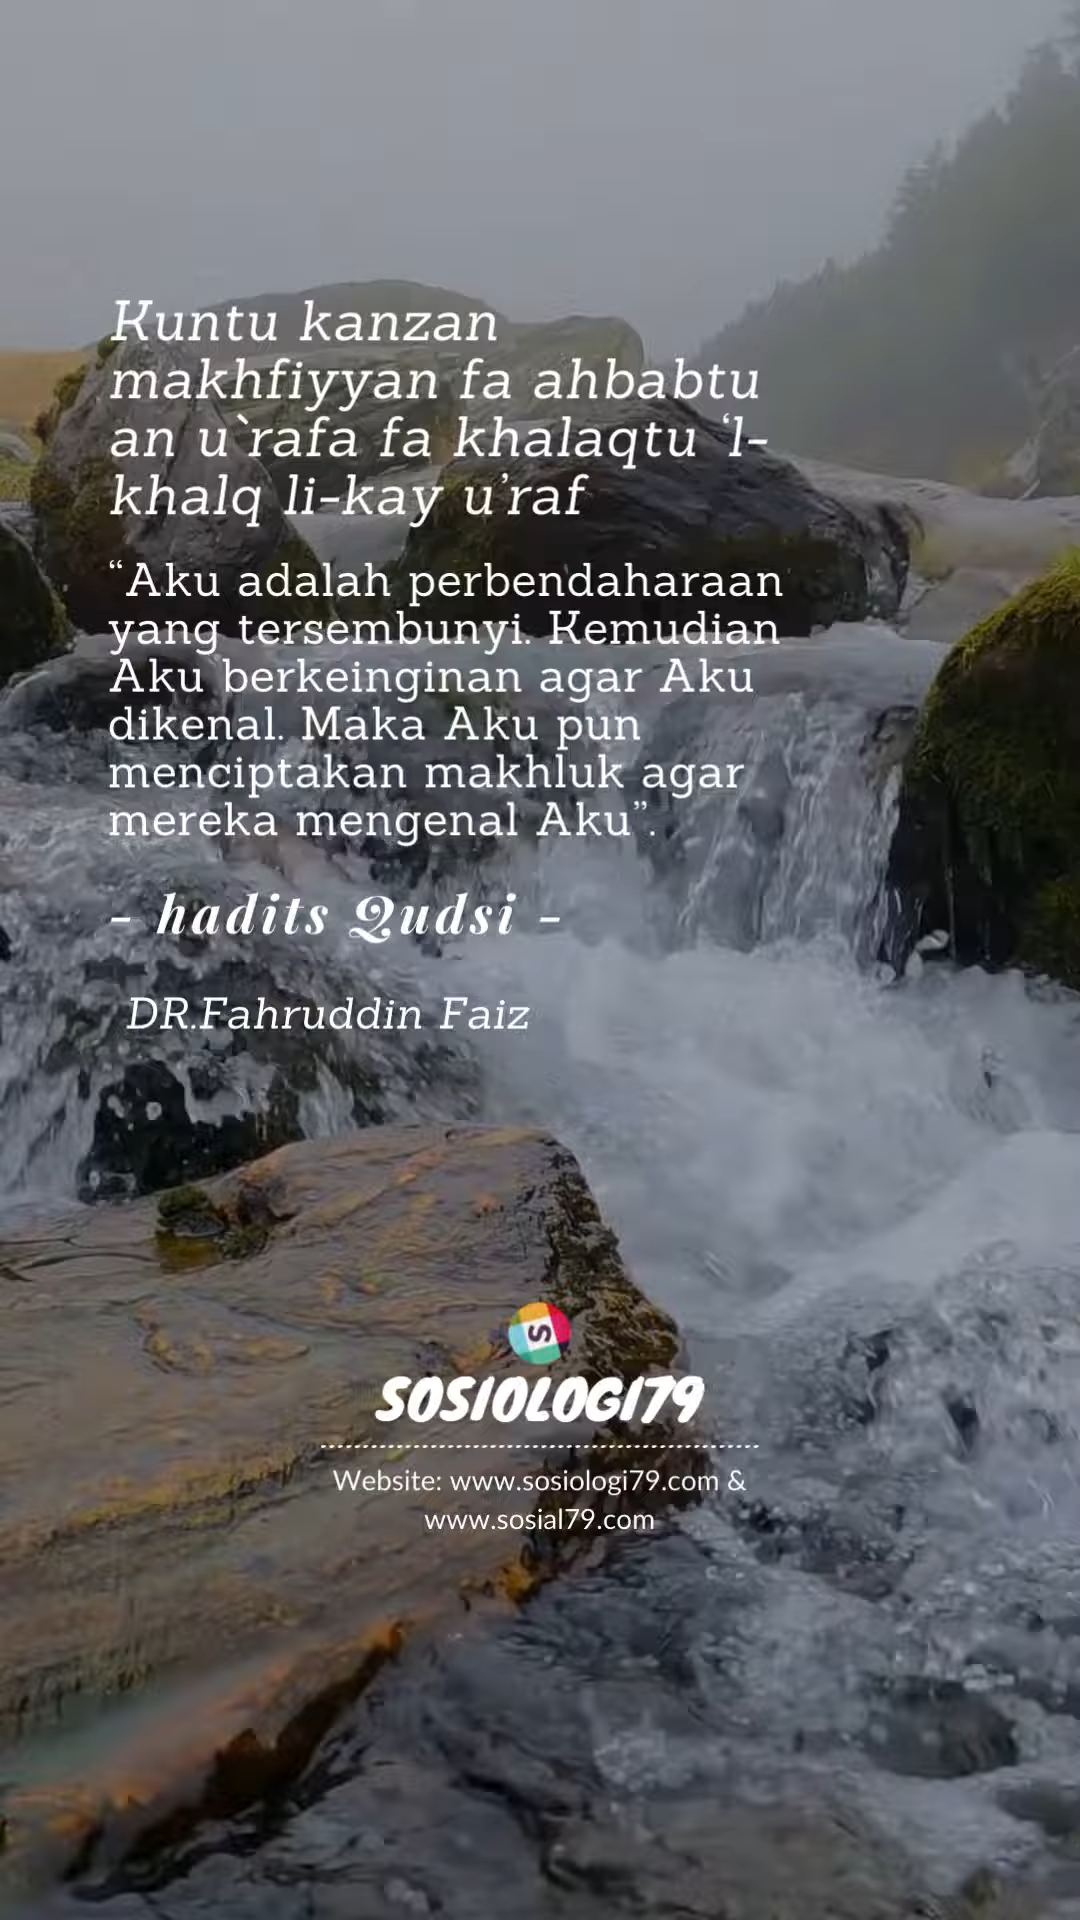 Kuntu kanzan
makhfiyyan fa ahbabtu
an u`rafa fa khalaqtu ‘l-
khalq li-kay u’raf
“Aku adalah perbendaharaan
yang tersembunyi. Kemudian
Aku berkeinginan agar Aku
dikenal. Maka Aku pun
menciptakan makhluk agar
mereka mengenal Aku”.
- hadits Qudsi -
DR.Fahruddin Faiz
S
SOSIOLOGI79
Website: www.sosiologi79.com &
www.sosial79.com